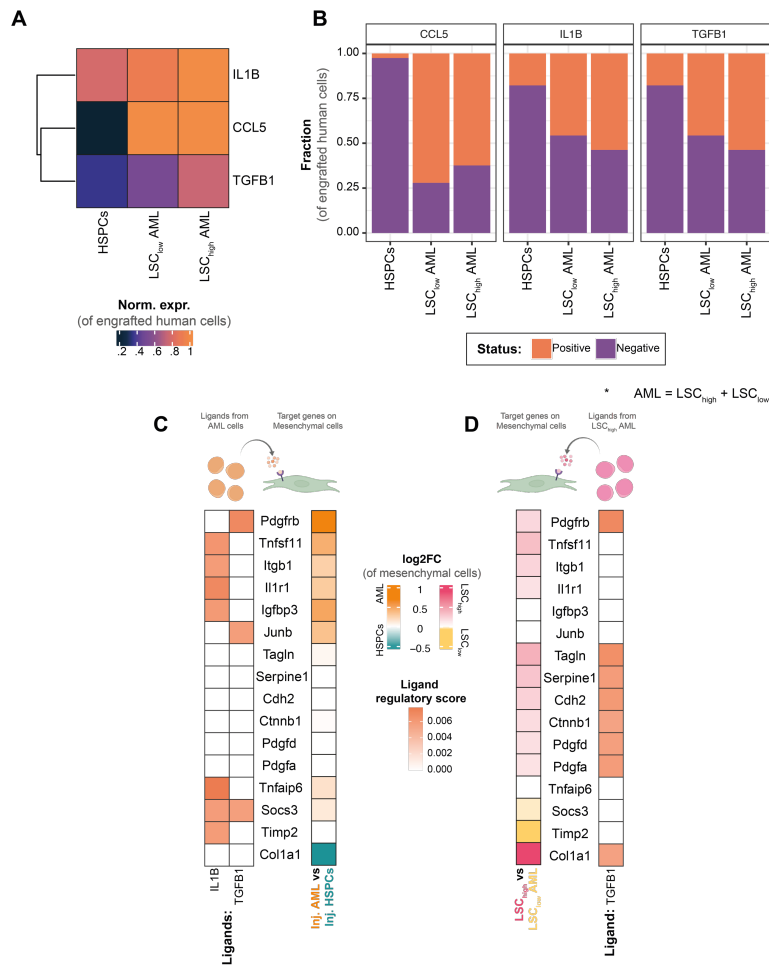 A
IL1B
CCL5
TGFB1
HSPCs
LSClow AML
LSChigh AML
Norm. expr.
(of engrafted human cells)
.2 .4 .6 .8 1
B
CCL5 IL1B TGFB1
Fraction
(of engrafted human cells)
1.00
0.75
0.50
0.25
0.00
HSPCs
LSClow AML
LSChigh AML
HSPCs
LSClow AML
LSChigh AML
HSPCs
LSClow AML
LSChigh AML
Status: Positive Negative
* AML = LSChigh + LSClow
C
Ligands from
AML cells
Target genes on
Mesenchymal cells
Pdgfrb
Tnfsf11
Itgb1
Il1r1
Igfbp3
Junb
Tagln
Serpine1
Cdh2
Ctnnb1
Pdgfd
Pdgfa
Tnfaip6
Socs3
Timp2
Col1a1
IL1B
TGFB1
Ligands:
Inj. AML vs
Inj. HSPCs
log2FC
(of mesenchymal cells)
AML
HSPCs
1
0.5
0
−0.5
LSChigh
LSClow
Ligand
regulatory score
0.006
0.004
0.002
0.000
D
Target genes on
Mesenchymal cells
Ligands from
LSChigh AML
Pdgfrb
Tnfsf11
Itgb1
Il1r1
Igfbp3
Junb
Tagln
Serpine1
Cdh2
Ctnnb1
Pdgfd
Pdgfa
Tnfaip6
Socs3
Timp2
Col1a1
LSChigh vs
LSClow AML
Ligand: TGFB1